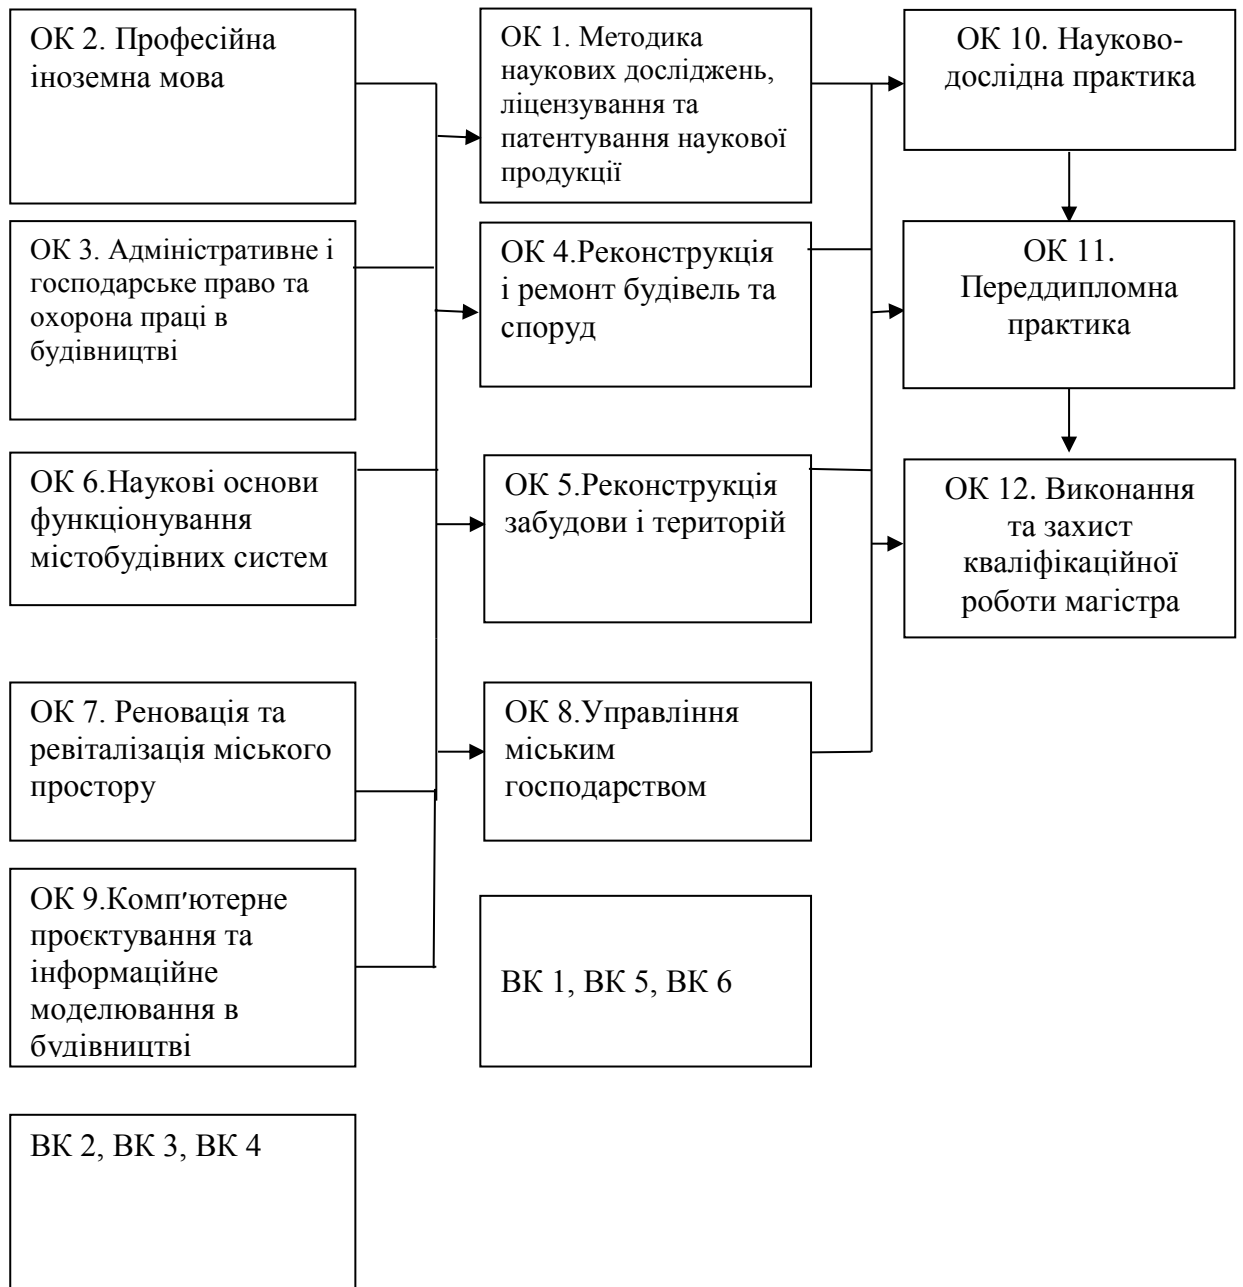 ОК 2. Професійна
іноземна мова
ОК 3. Адміністративне і
господарське право та
охорона праці в
будівництві
ОК 6.Наукові основи
функціонування
містобудівних систем
ОК 7. Реновація та
ревіталізація міського
простору
ОК 9.Комп'ютерне
проєктування та
інформаційне
моделювання в
будівництві
ВК 2, ВК 3, ВК 4
ОК 1. Методика
наукових досліджень,
ліцензування та
патентування наукової
продукції
ОК 4.Реконструкція
і ремонт будівель та
споруд
ОК 5.Реконструкція
забудови і територій
ОК 8.Управління
міським
господарством
ВК 1, ВК 5, ВК 6
ОК 10. Науково-
дослідна практика
ОК 11.
Переддипломна
практика
ОК 12. Виконання
та захист
кваліфікаційної
роботи магістра